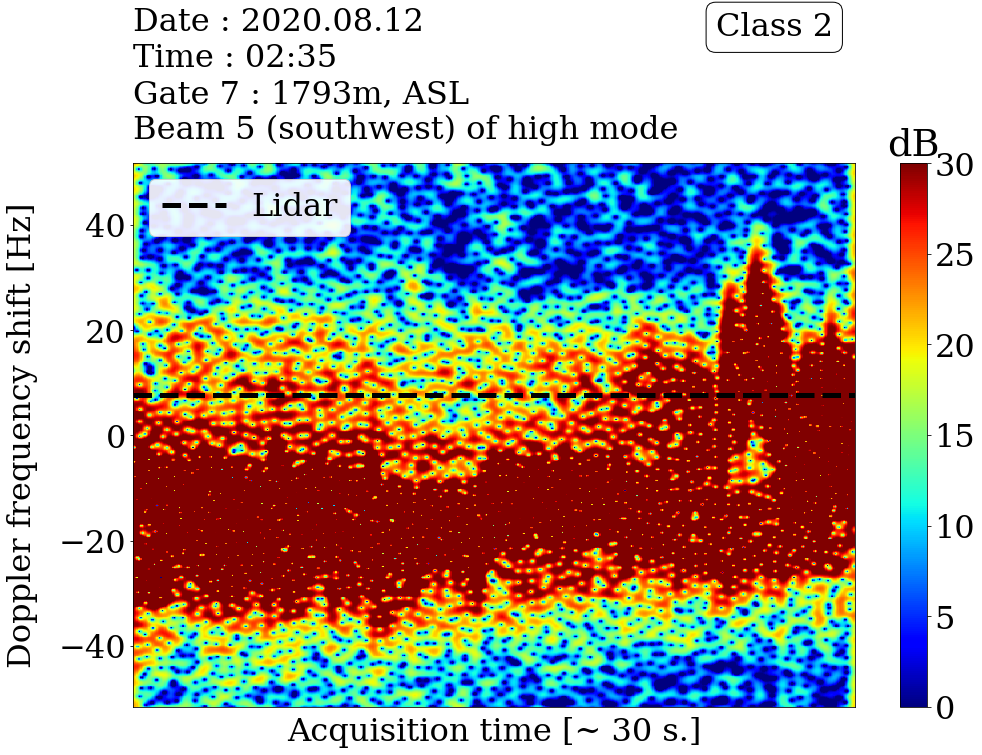 Date : 2020.08.12
Time : 02:35
Gate 7 : 1793m, ASL
Beam 5 (southwest) of high mode
Class 2
dB
Lidar
Doppler frequency shift [Hz]
40
20
0
−20
−40
30
25
20
15
10
5
0
Acquisition time [~ 30 s.]